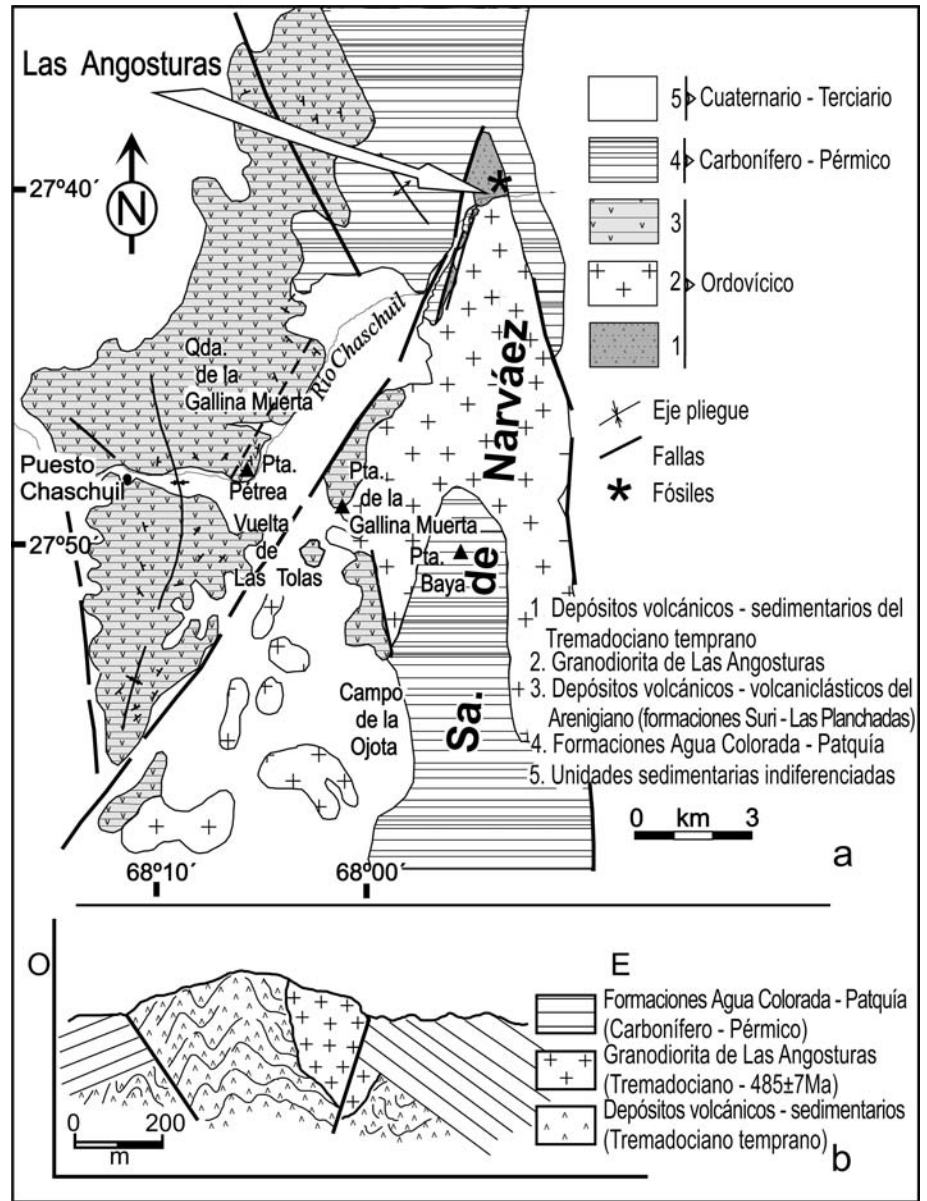 Las Angosturas
5 Cuaternario - Terciario
4 Carbonífero - Pérmico
3
2 Ordovícico
1
Eje pliegue
Fallas
* Fósiles
27º40´
N
27º50´
Río Chaschuil
Qda.
de la
Gallina Muerta
Puesto
Chaschuil
Pta.
Pétrea
Vuelta
de
Las Tolas
Pta.
de la
Gallina Muerta
Pta.
Baya
Campo
de la
Ojota
Sa. de Narváez
1 Depósitos volcánicos - sedimentarios del
Tremadociano temprano
2. Granodiorita de Las Angosturas
3. Depósitos volcánicos - volcaniclásticos del
Arenigiano (formaciones Suri - Las Planchadas)
4. Formaciones Agua Colorada - Patquía
5. Unidades sedimentarias indiferenciadas
0 km 3
a
68º10´
68º00´
O
E
Formaciones Agua Colorada - Patquía
(Carbonífero - Pérmico)
Granodiorita de Las Angosturas
(Tremadociano - 485±7Ma)
Depósitos volcánicos - sedimentarios
(Tremadociano temprano)
0 200
m
b